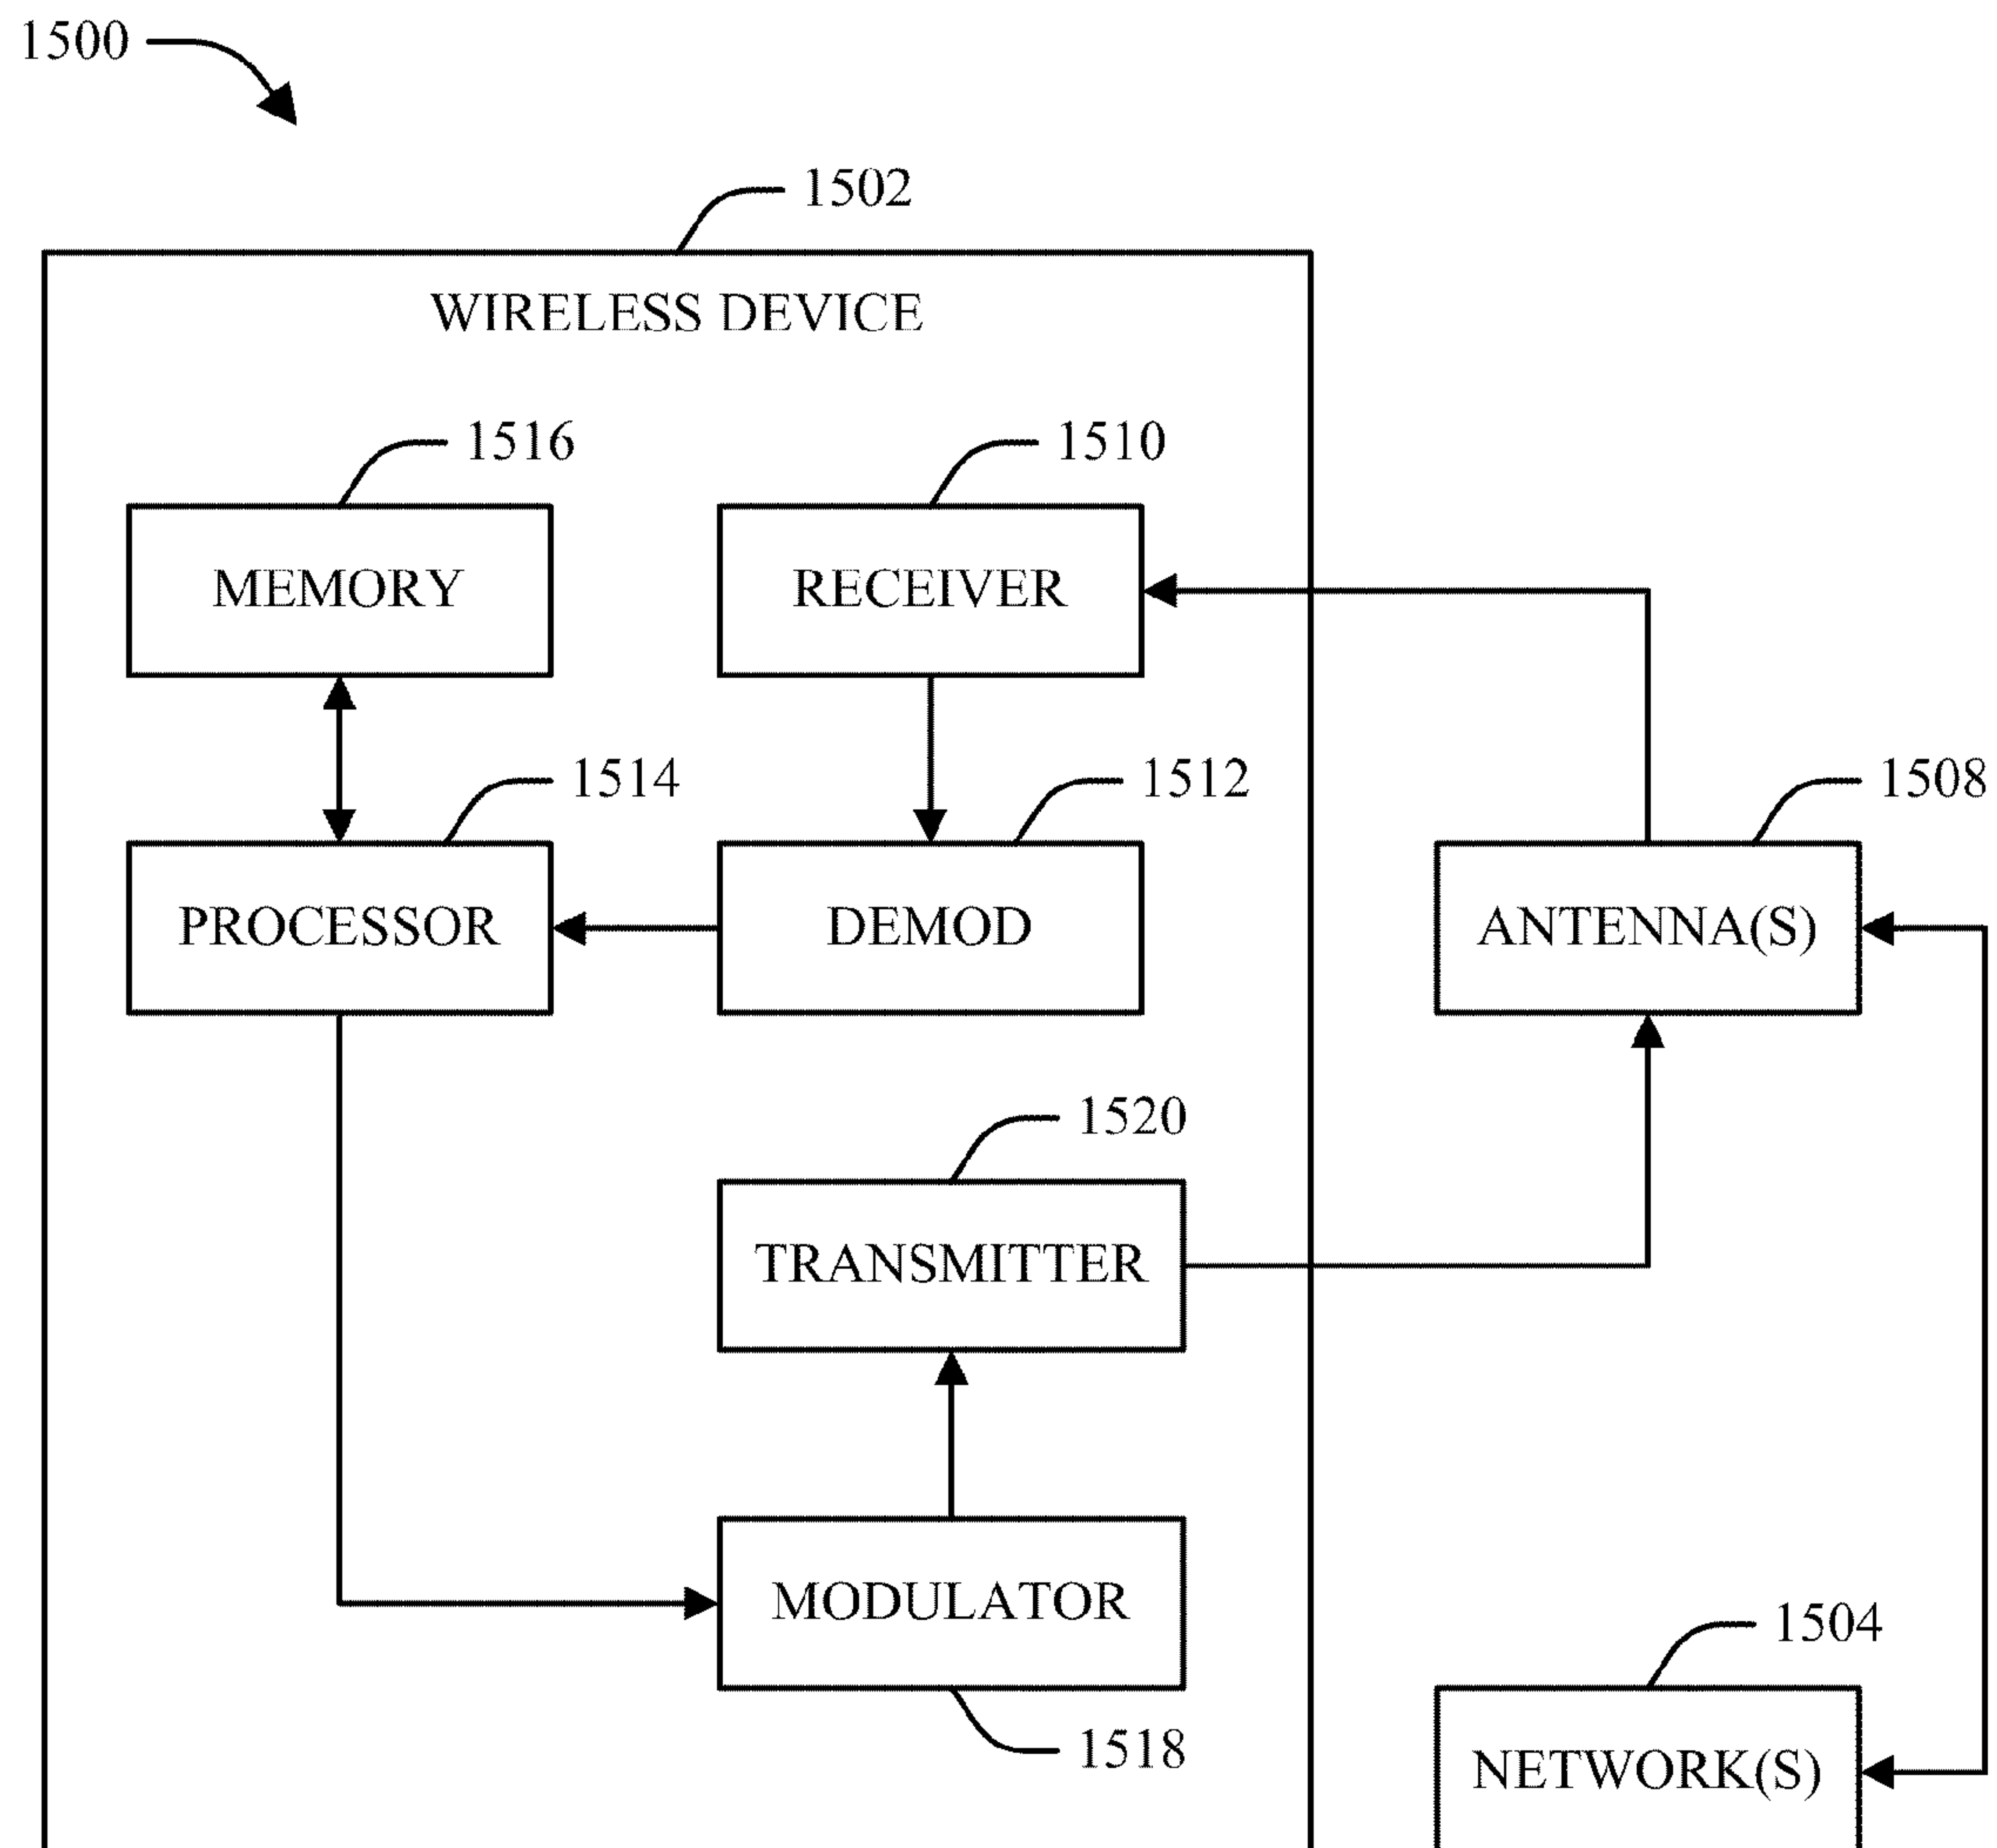 1500
1502
WIRELESS DEVICE
1516
1510
MEMORY
RECEIVER
1514
1512
1508
PROCESSOR
DEMOD
ANTENNA(S)
1520
TRANSMITTER
MODULATOR
1504
1518
NETWORK(S)